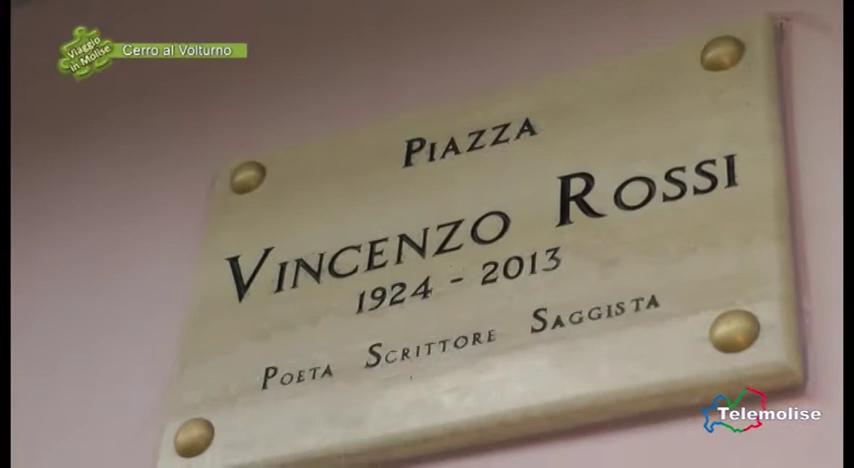 Viaggio
in Molise
Cerro al Volturno
PIAZZA
VINCENZO ROSSI
1924 - 2013
POETA SCRITTORE SAGGISTA
Telemolise